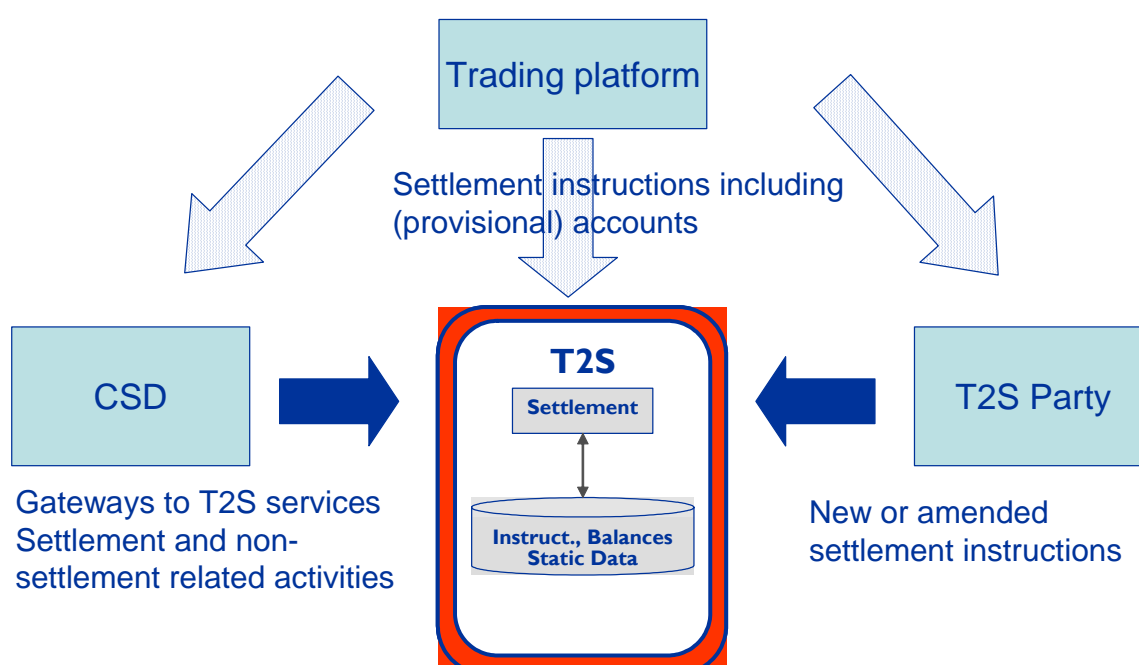 Trading platform
Settlement instructions including
(provisional) accounts
CSD
T2S
Settlement
Instruct., Balances
Static Data
T2S Party
Gateways to T2S services
Settlement and non-
settlement related activities
New or amended
settlement instructions